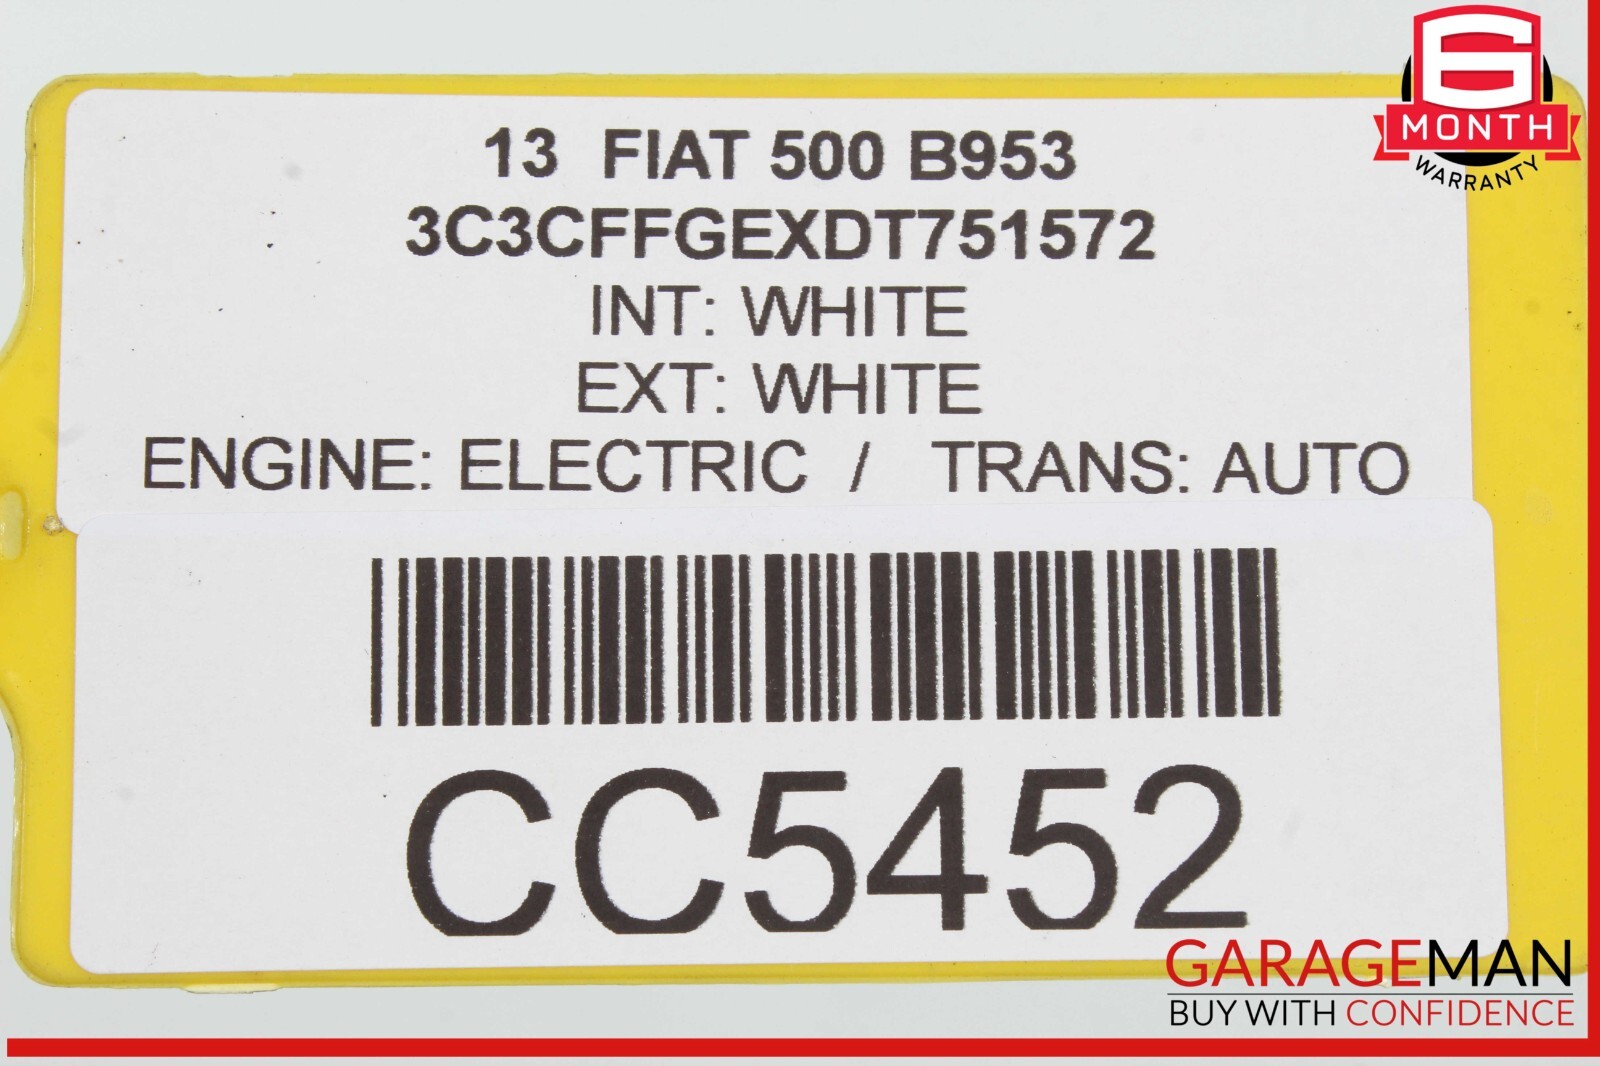 6
MONTH
WARRANTY
13 FIAT 500 B953
3C3CFFGEXDT751572
INT: WHITE
EXT: WHITE
ENGINE: ELECTRIC / TRANS: AUTO
CC5452
GARAGEMAN
BUY WITH CONFIDENCE